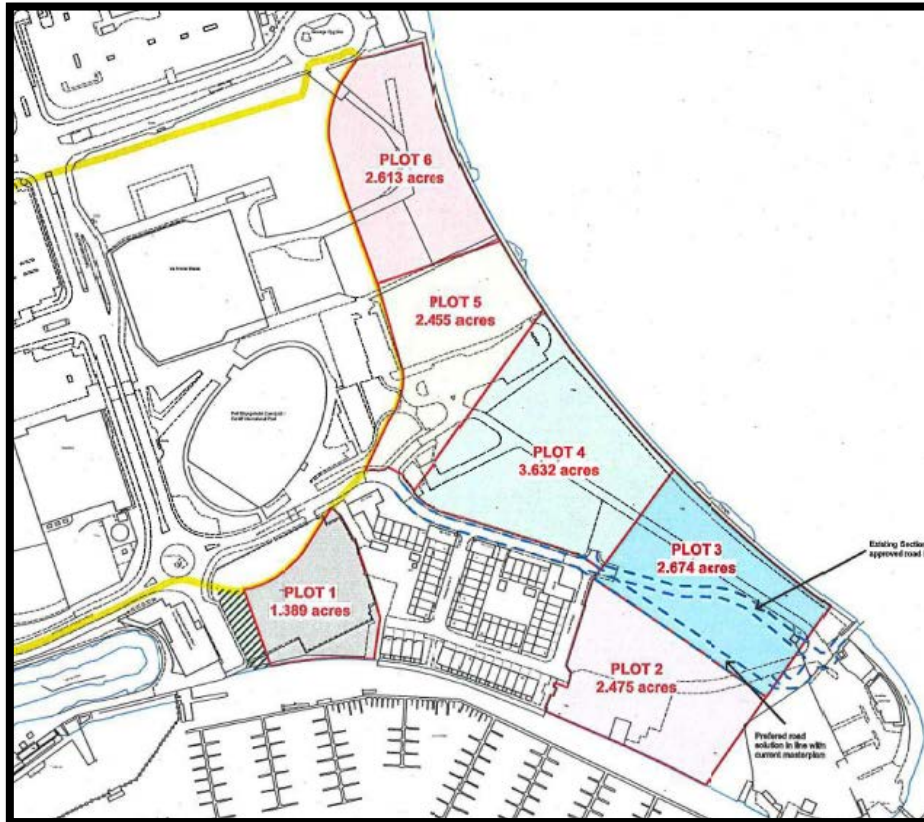 PLOT 6
2.613 acres
PLOT 5
2.455 acres
PLOT 4
3.632 acres
PLOT 3
2.674 acres
Existing Section
approved road
PLOT 1
1.389 acres
PLOT 2
2.475 acres
Prefered road
solution in line with
current masterplan